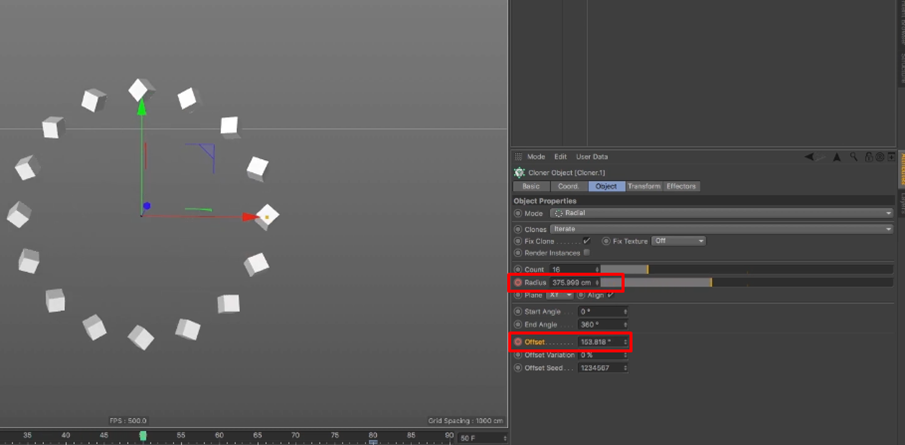 Mode Edit User Data
Cloner Object [Cloner.1]
Basic Coord. Object Transform Effectors
Object Properties
Mode Radial
Clones Iterate
Fix Clone . . . . . . . Fix Texture Off
Render Instances
Count 16
Radius 375.969 cm
Plane XY Align
Start Angle 0 °
End Angle . . 360 °
Offset . . . . . . . . 153.818 °
Offset Variation 0 %
Offset Seed . . . 1234567
FPS : 500.0
Grid Spacing : 1000 cm
35 40 45 55 60 65 70 75 80 85 90 50 F